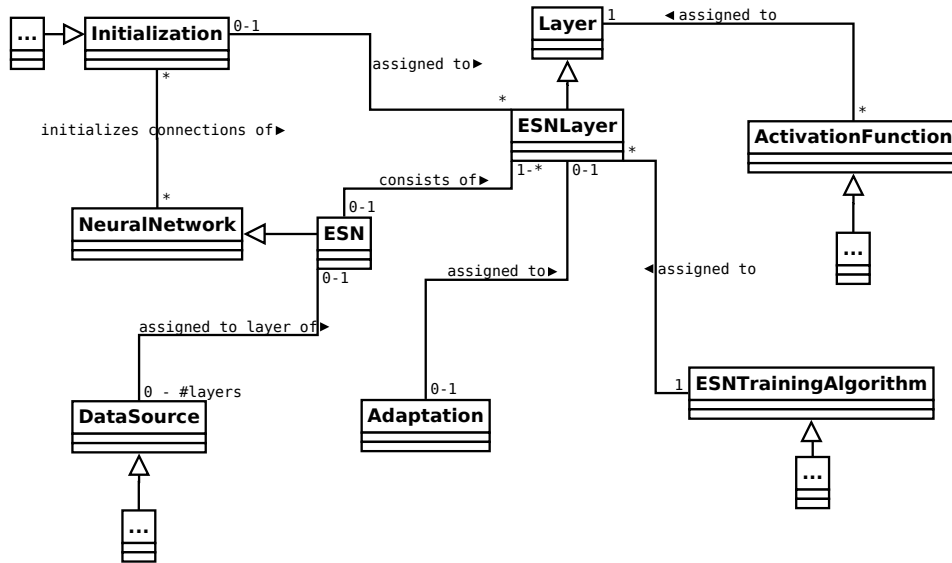 ... Initialization 0-1 Layer 1 ◄ assigned to
assigned to►
* * *
ESNLayer ActivationFunction
initializes connections of►
1-* 0-1 *
consists of►
* 0-1
NeuralNetwork ESN ...
0-1 assigned to► ◄ assigned to
assigned to layer of►
0 - #layers 0-1 1 ESNTrainingAlgorithm
DataSource Adaptation
...
...